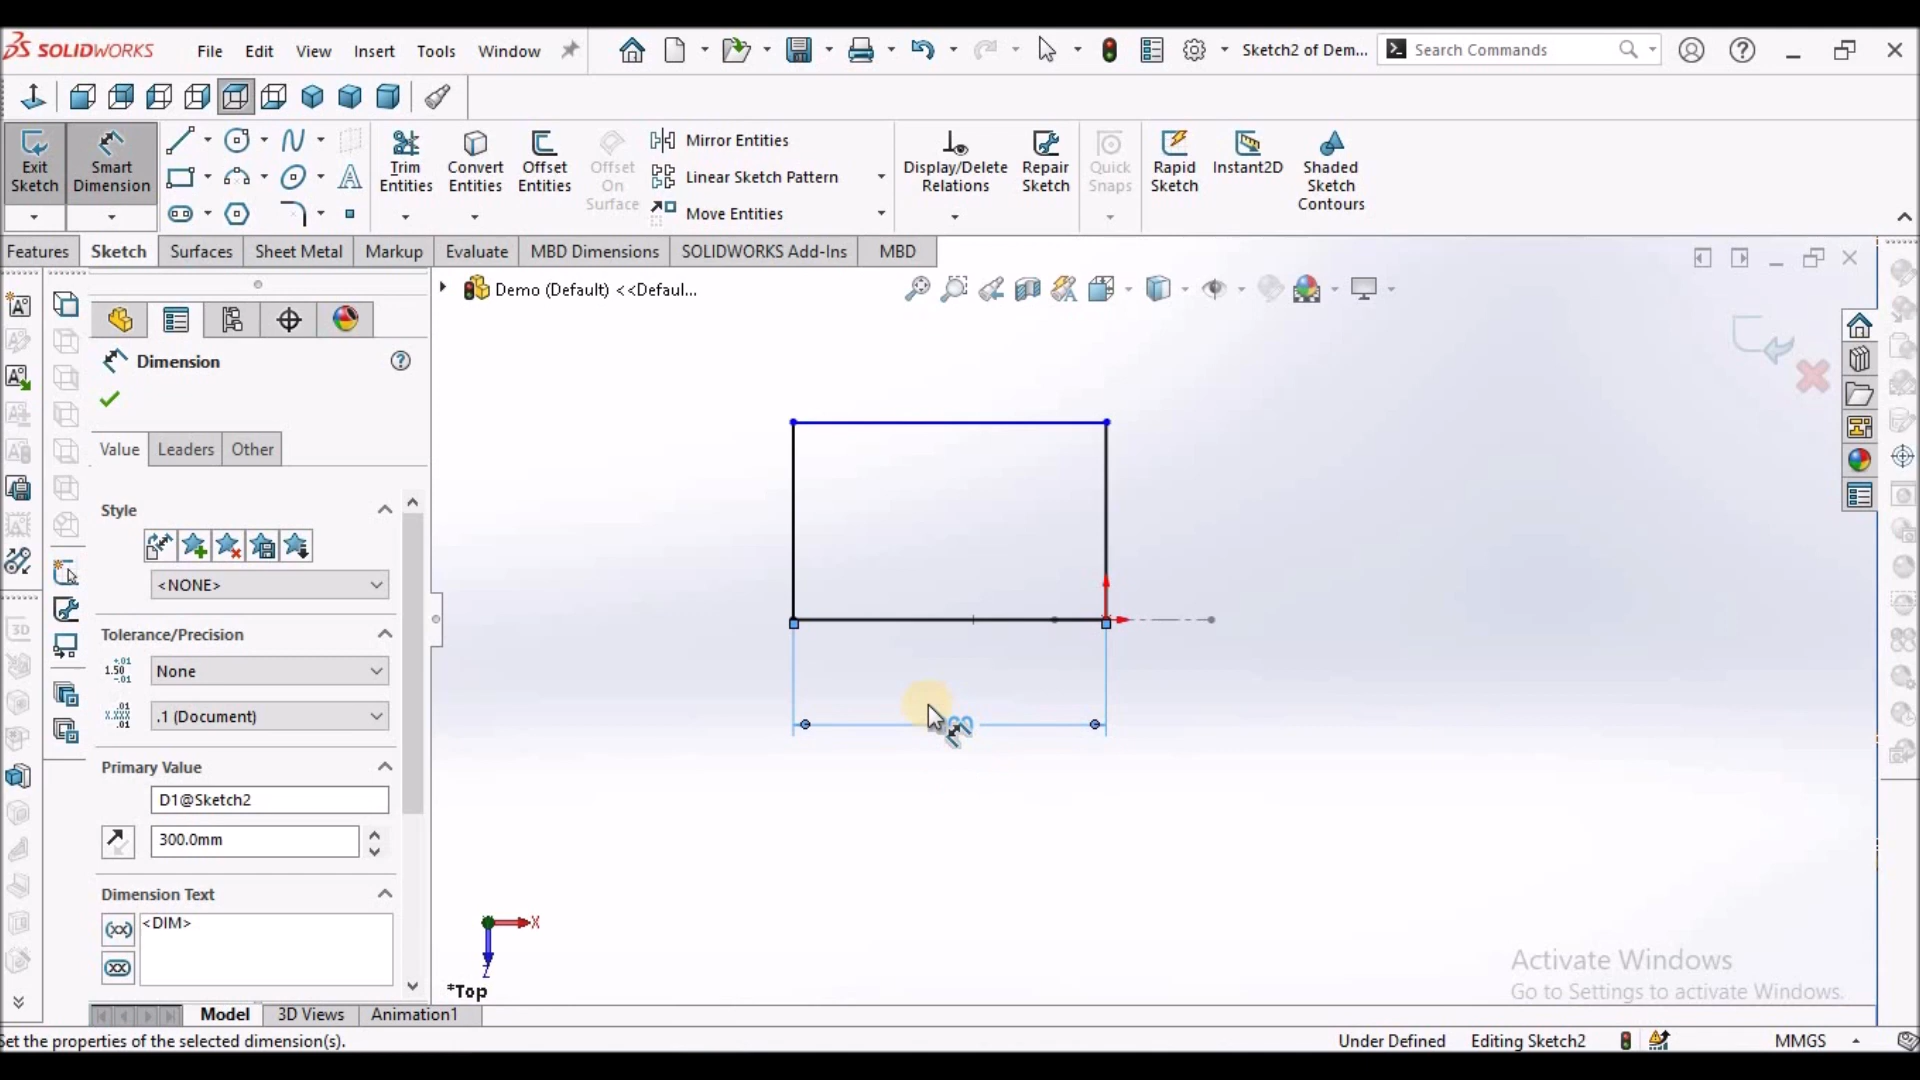 SOLIDWORKS
File Edit View Insert Tools Window
Sketch2 of Dem...
Search Commands
Exit Sketch
Smart Dimension
Trim Entities
Convert Entities
Offset Entities
Offset On Surface
Mirror Entities
Linear Sketch Pattern
Move Entities
Display/Delete Relations
Repair Sketch
Quick Snaps
Rapid Sketch
Instant2D
Shaded Sketch Contours
Features Sketch Surfaces Sheet Metal Markup Evaluate MBD Dimensions SOLIDWORKS Add-Ins MBD
Demo (Default) <<Defaul...
Dimension
Value Leaders Other
Style
<NONE>
Tolerance/Precision
None
.1 (Document)
Primary Value
D1@Sketch2
300.0mm
Dimension Text
<DIM>
X
Z
*Top
Activate Windows
Go to Settings to activate Windows.
Model 3D Views Animation1
et the properties of the selected dimension(s).
Under Defined Editing Sketch2 MMGS